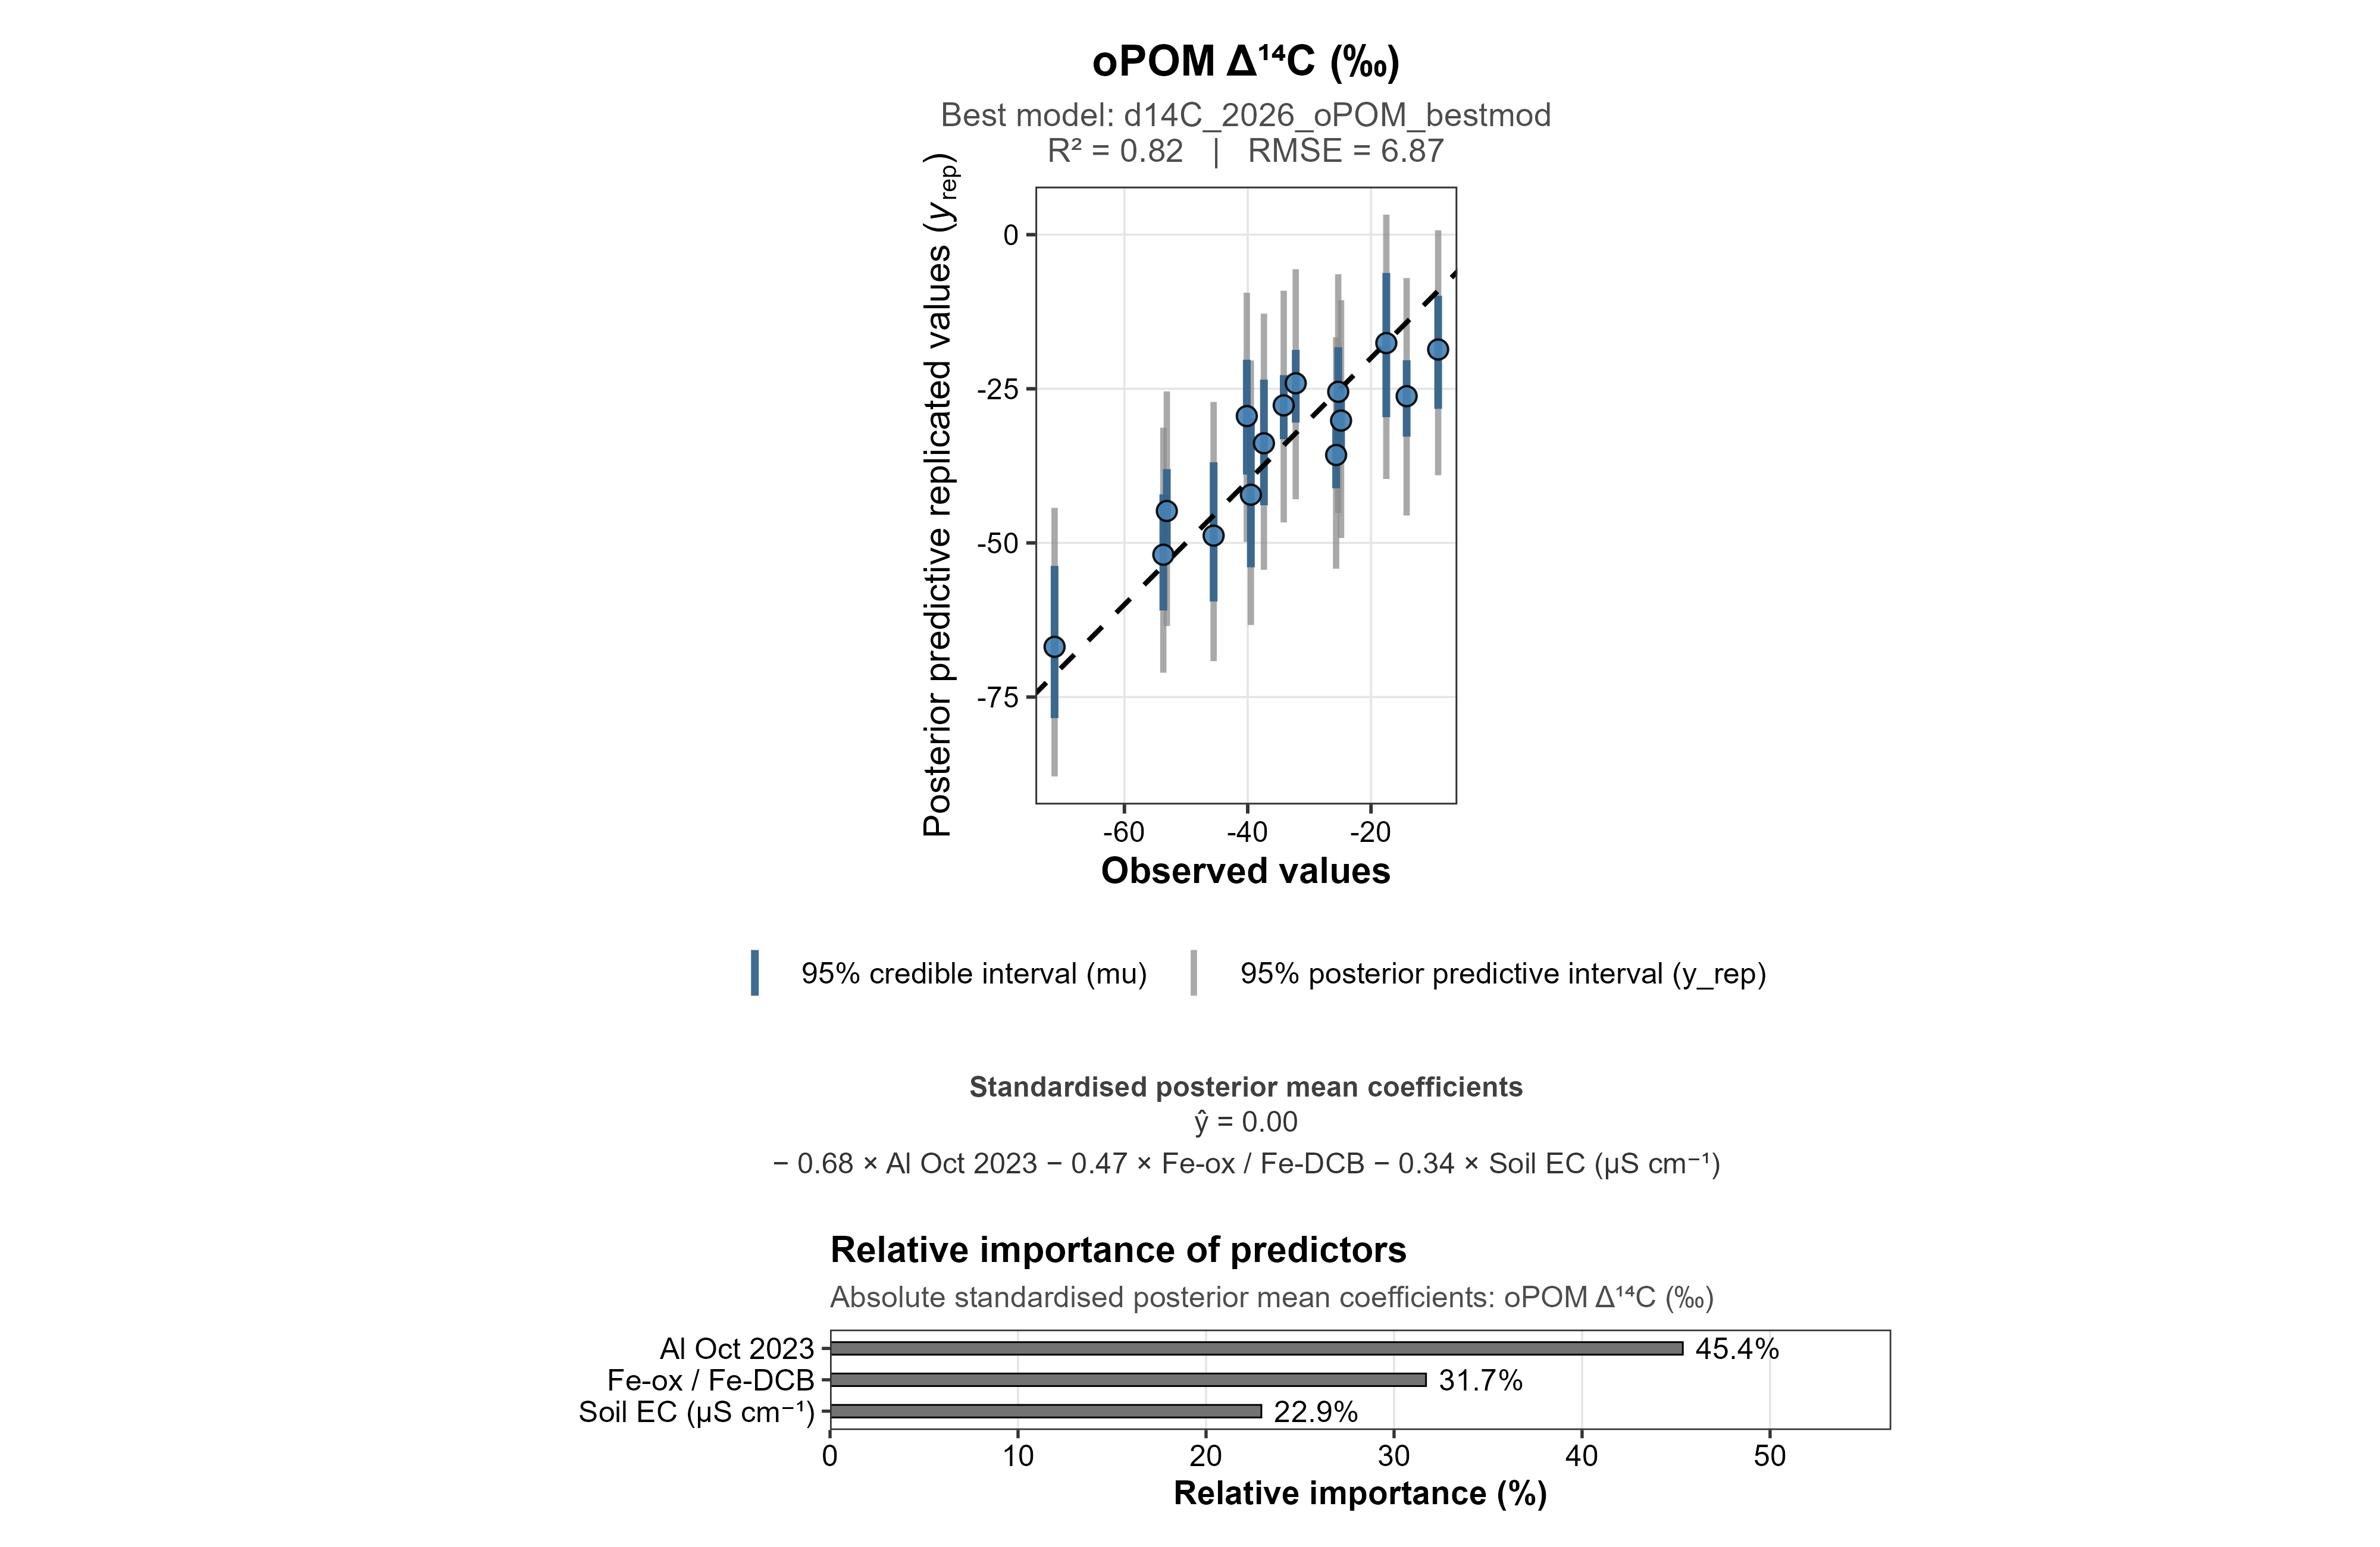 oPOM Δ¹⁴C (‰)
Best model: d14C_2026_oPOM_bestmod
R² = 0.82 | RMSE = 6.87
Posterior predictive replicated values (y rep)
0
-25
-50
-75
-60 -40 -20
Observed values
95% credible interval (mu) 95% posterior predictive interval (y_rep)
Standardised posterior mean coefficients
ŷ = 0.00
− 0.68 × Al Oct 2023 − 0.47 × Fe-ox / Fe-DCB − 0.34 × Soil EC (µS cm⁻¹)
Relative importance of predictors
Absolute standardised posterior mean coefficients: oPOM Δ¹⁴C (‰)
Al Oct 2023 45.4%
Fe-ox / Fe-DCB 31.7%
Soil EC (µS cm⁻¹) 22.9%
0 10 20 30 40 50
Relative importance (%)